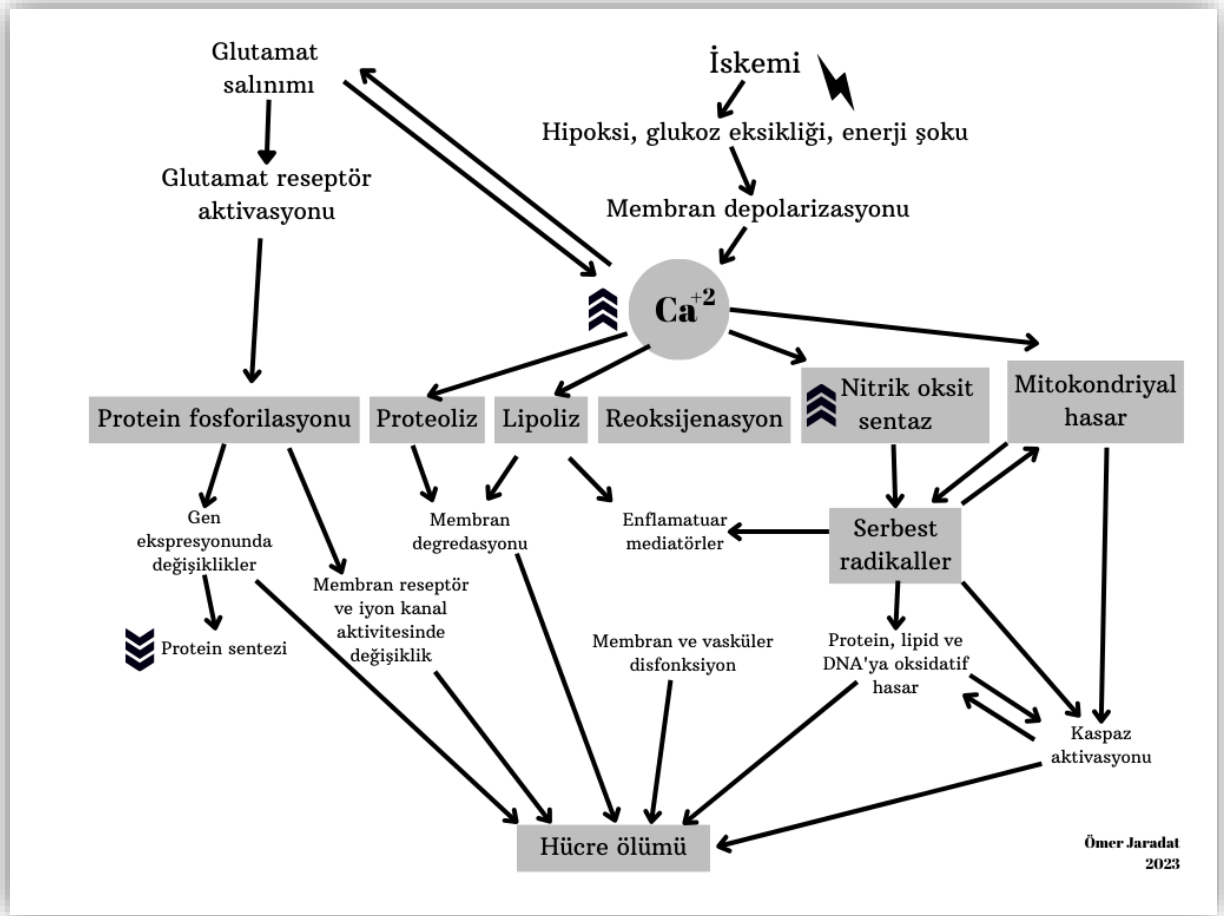 Glutamat
salınımı
İskemi
Hipoksi, glukoz eksikliği, enerji şoku
Glutamat reseptör
aktivasyonu
Membran depolarizasyonu
Ca+2
Protein fosforilasyonu
Proteoliz
Lipoliz
Reoksijenasyon
Nitrik oksit
sentaz
Mitokondriyal
hasar
Gen
ekspresyonunda
değişiklikler
Membran
degredasyonu
Enflamatuar
mediatörler
Serbest
radikaller
Membran reseptör
ve iyon kanal
aktivitesinde
değişiklik
Protein sentezi
Membran ve vasküler
disfonksiyon
Protein, lipid ve
DNA'ya oksidatif
hasar
Kaspaz
aktivasyonu
Hücre ölümü
Ömer Jaradat
2023